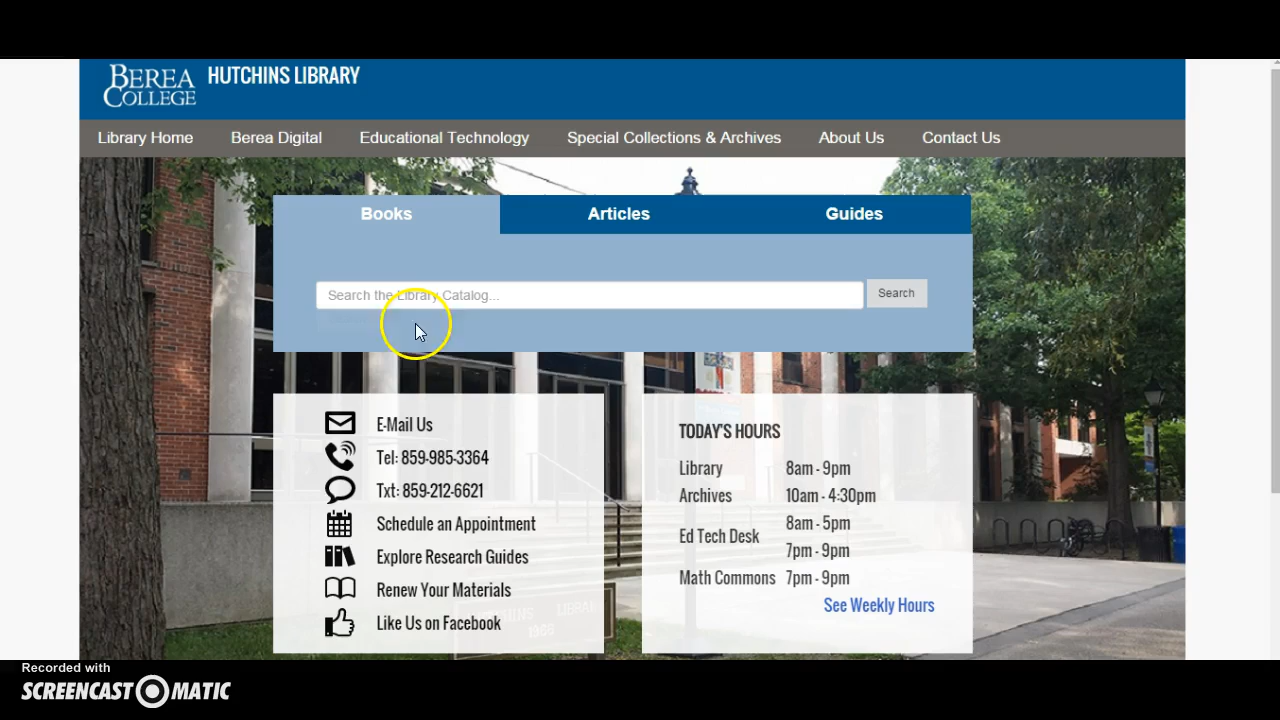 BEREA
COLLEGE
HUTCHINS LIBRARY
Library Home Berea Digital Educational Technology Special Collections & Archives About Us Contact Us
Books Articles Guides
Search the Library Catalog... Search
E-Mail Us
Tel: 859-985-3364
Txt: 859-212-6621
Schedule an Appointment
Explore Research Guides
Renew Your Materials
Like Us on Facebook
TODAY'S HOURS
Library 8am - 9pm
Archives 10am - 4:30pm
Ed Tech Desk 8am - 5pm
7pm - 9pm
Math Commons 7pm - 9pm
See Weekly Hours
HUTCHINS LIBRA
Recorded with
SCREENCAST MATIC